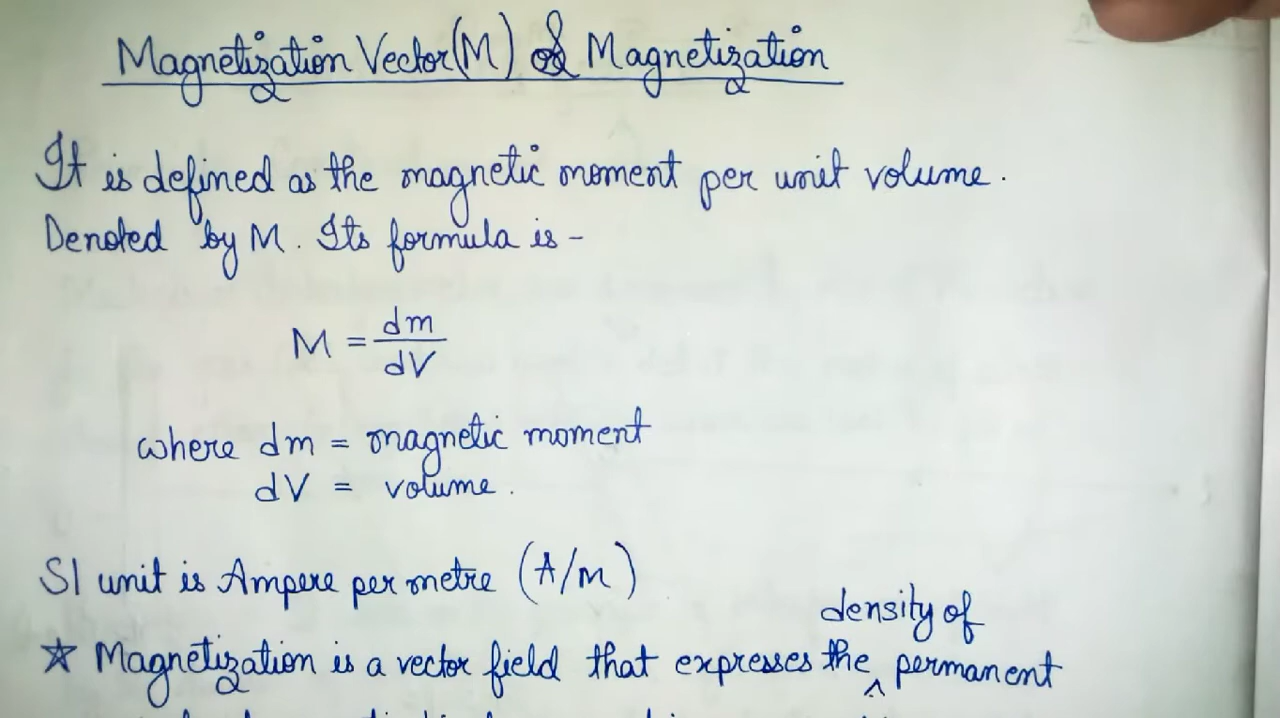 Magnetization Vector(M) or Magnetization
It is defined as the magnetic moment per unit volume.
Denoted by M. Its formula is -
M = dm/dV
where dm = magnetic moment
dV = volume.
SI unit is Ampere per metre (A/m)
density of
☆ Magnetization is a vector field that expresses the ^ permanent